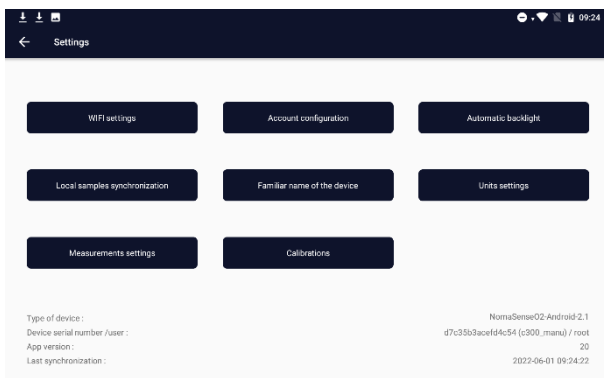 09:24
Settings
WIFI settings
Account configuration
Automatic backlight
Local samples synchronization
Familiar name of the device
Units settings
Measurements settings
Calibrations
Type of device : NomaSenseO2-Android-2.1
Device serial number /user : d7c35b3acefd4c54 (c300_manu) / root
App version : 20
Last synchronization : 2022-06-01 09:24:22